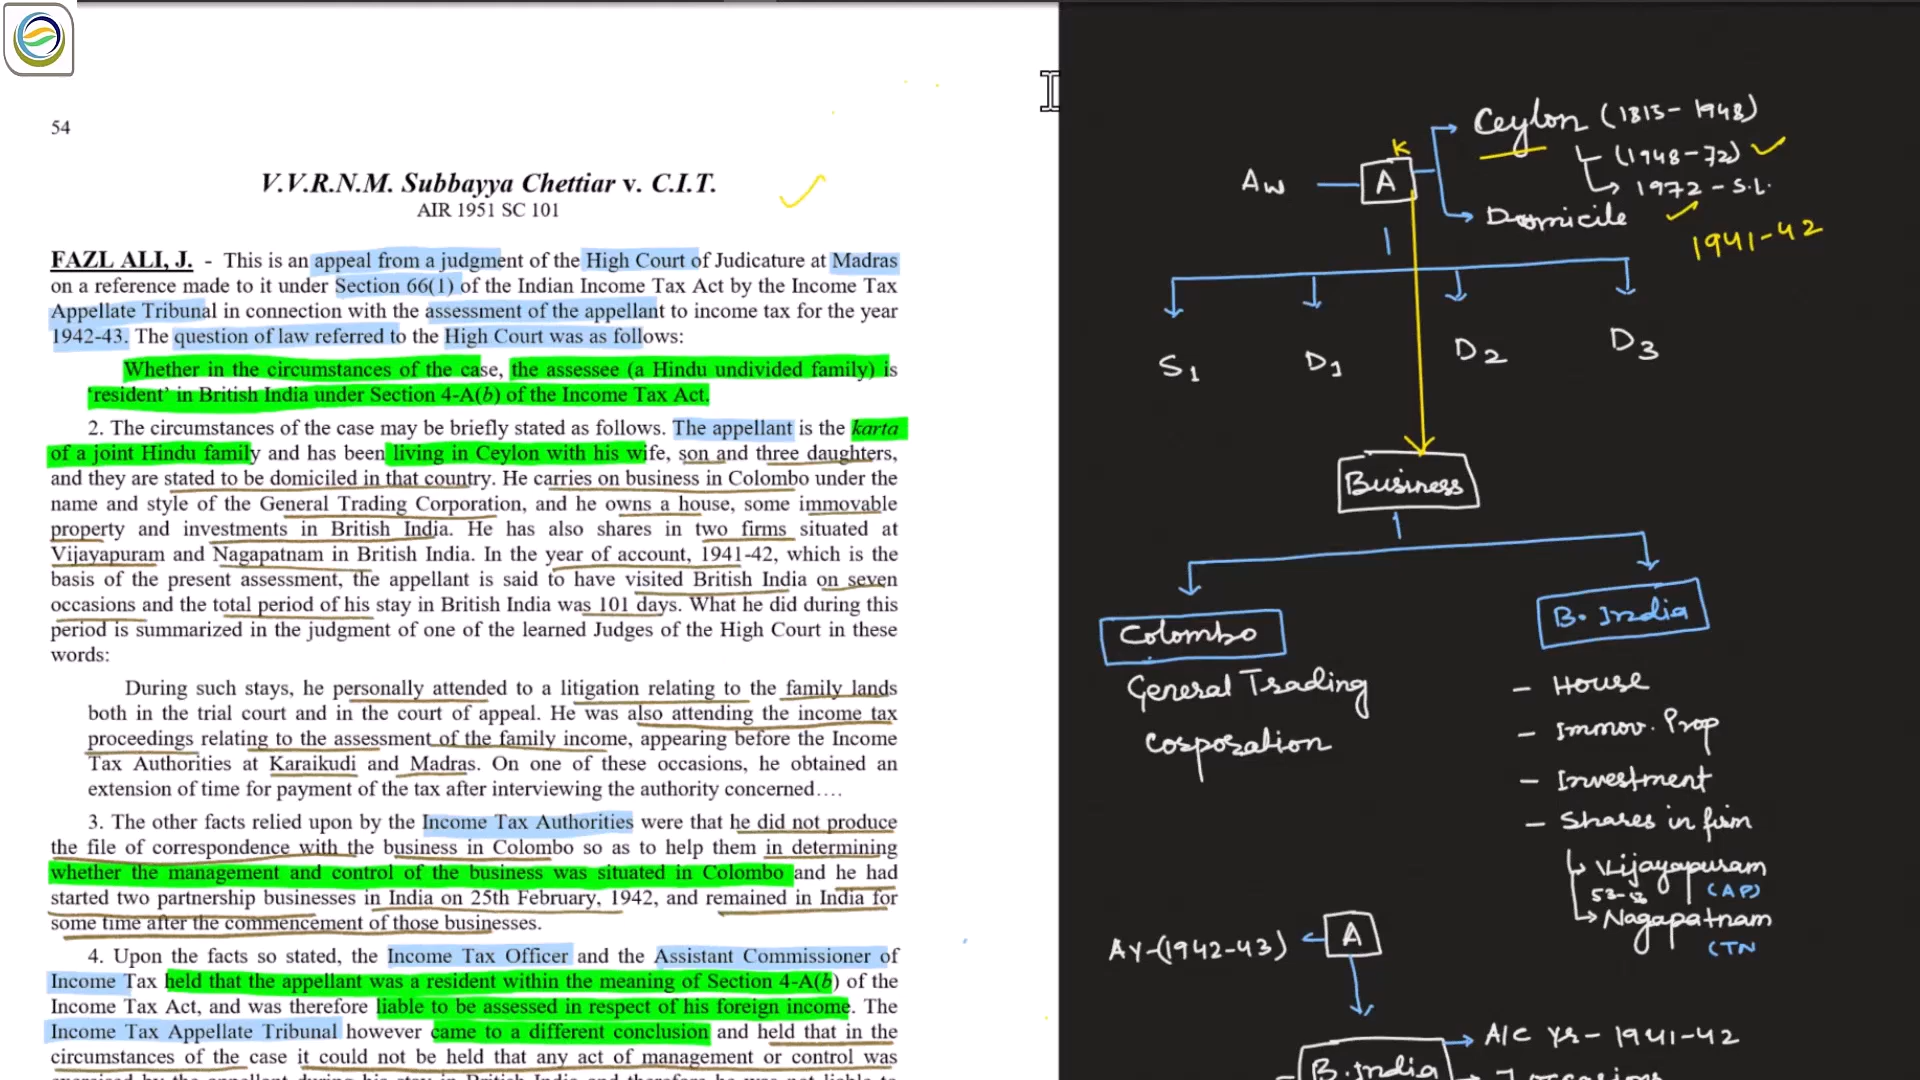 54
V.V.R.N.M. Subbayya Chettiar v. C.I.T.
AIR 1951 SC 101
FAZL ALI, J. - This is an appeal from a judgment of the High Court of Judicature at Madras
on a reference made to it under Section 66(1) of the Indian Income Tax Act by the Income Tax
Appellate Tribunal in connection with the assessment of the appellant to income tax for the year
1942-43. The question of law referred to the High Court was as follows:
Whether in the circumstances of the case, the assessee (a Hindu undivided family) is
‘resident’ in British India under Section 4-A(b) of the Income Tax Act.
2. The circumstances of the case may be briefly stated as follows. The appellant is the karta
of a joint Hindu family and has been living in Ceylon with his wife, son and three daughters,
and they are stated to be domiciled in that country. He carries on business in Colombo under the
name and style of the General Trading Corporation, and he owns a house, some immovable
property and investments in British India. He has also shares in two firms situated at
Vijayapuram and Nagapatnam in British India. In the year of account, 1941-42, which is the
basis of the present assessment, the appellant is said to have visited British India on seven
occasions and the total period of his stay in British India was 101 days. What he did during this
period is summarized in the judgment of one of the learned Judges of the High Court in these
words:
During such stays, he personally attended to a litigation relating to the family lands
both in the trial court and in the court of appeal. He was also attending the income tax
proceedings relating to the assessment of the family income, appearing before the Income
Tax Authorities at Karaikudi and Madras. On one of these occasions, he obtained an
extension of time for payment of the tax after interviewing the authority concerned….
3. The other facts relied upon by the Income Tax Authorities were that he did not produce
the file of correspondence with the business in Colombo so as to help them in determining
whether the management and control of the business was situated in Colombo and he had
started two partnership businesses in India on 25th February, 1942, and remained in India for
some time after the commencement of those businesses.
4. Upon the facts so stated, the Income Tax Officer and the Assistant Commissioner of
Income Tax held that the appellant was a resident within the meaning of Section 4-A(b) of the
Income Tax Act, and was therefore liable to be assessed in respect of his foreign income. The
Income Tax Appellate Tribunal however came to a different conclusion and held that in the
circumstances of the case it could not be held that any act of management or control was
Ceylon (1815-1948)
K
(1948-72)
Aw
A
1972 - S.L.
Domicile
1941-42
S1
D1
D2
D3
Business
Colombo
B. India
General Trading
Corporation
- House
- Immov. Prop
- Investment
- Shares in firm
Vijayapuram
(AP)
Nagapatnam
(TN
AY-(1942-43)
A
A/C Yr- 1941-42
B. India
7 occasions